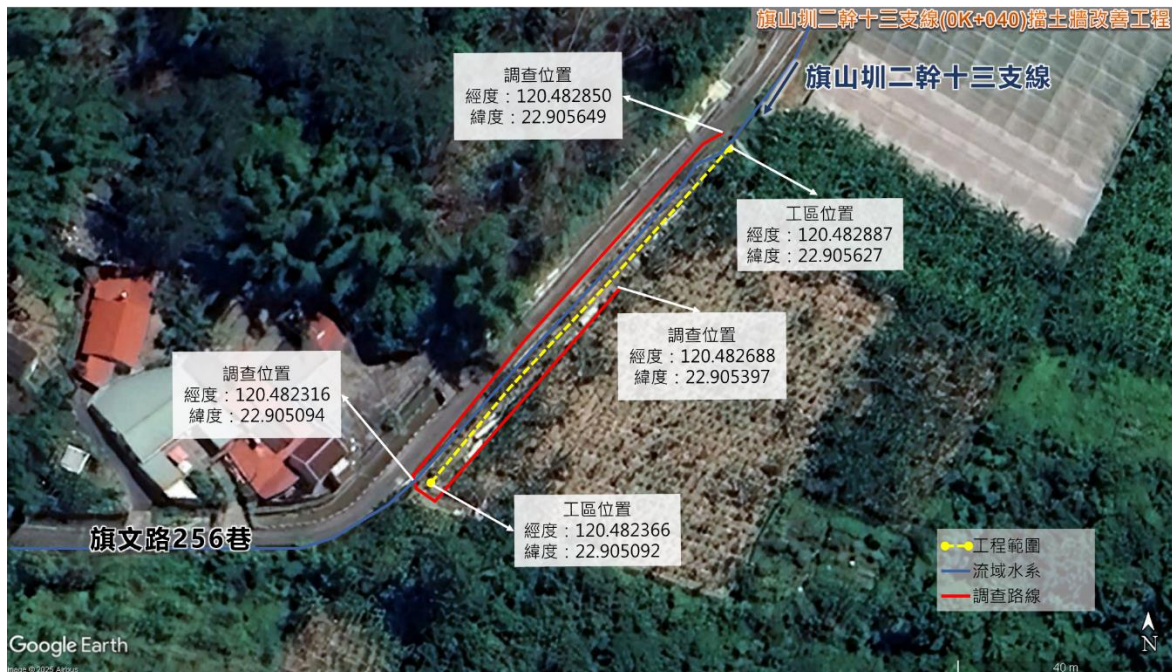 旗山圳二幹十三支線(0K+040)擋土牆改善工程
旗山圳二幹十三支線
調查位置
經度：120.482850
緯度：22.905649
工區位置
經度：120.482887
緯度：22.905627
調查位置
經度：120.482688
緯度：22.905397
調查位置
經度：120.482316
緯度：22.905094
工區位置
經度：120.482366
緯度：22.905092
旗文路256巷
工程範圍
流域水系
調查路線
N
Google Earth
Image © 2025 Airbus
40 m